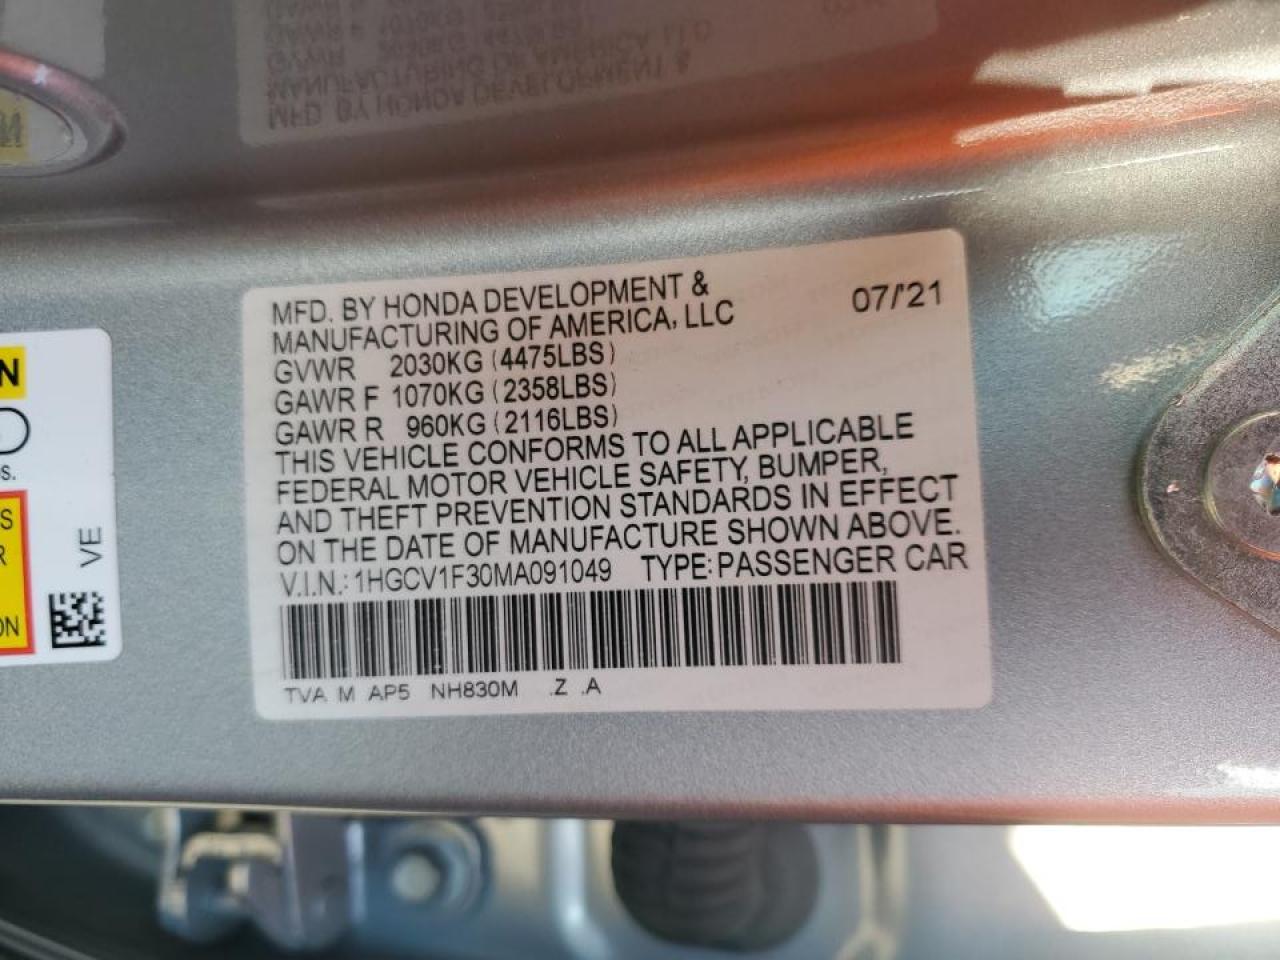 MFD. BY HONDA DEVELOPMENT &
MANUFACTURING OF AMERICA, LLC 07/'21
GVWR 2030KG (4475LBS)
GAWR F 1070KG (2358LBS)
GAWR R 960KG (2116LBS)
THIS VEHICLE CONFORMS TO ALL APPLICABLE
FEDERAL MOTOR VEHICLE SAFETY, BUMPER,
AND THEFT PREVENTION STANDARDS IN EFFECT
ON THE DATE OF MANUFACTURE SHOWN ABOVE.
V.I.N.: 1HGCV1F30MA091049 TYPE: PASSENGER CAR
TVA M AP5 NH830M .Z .A
VE